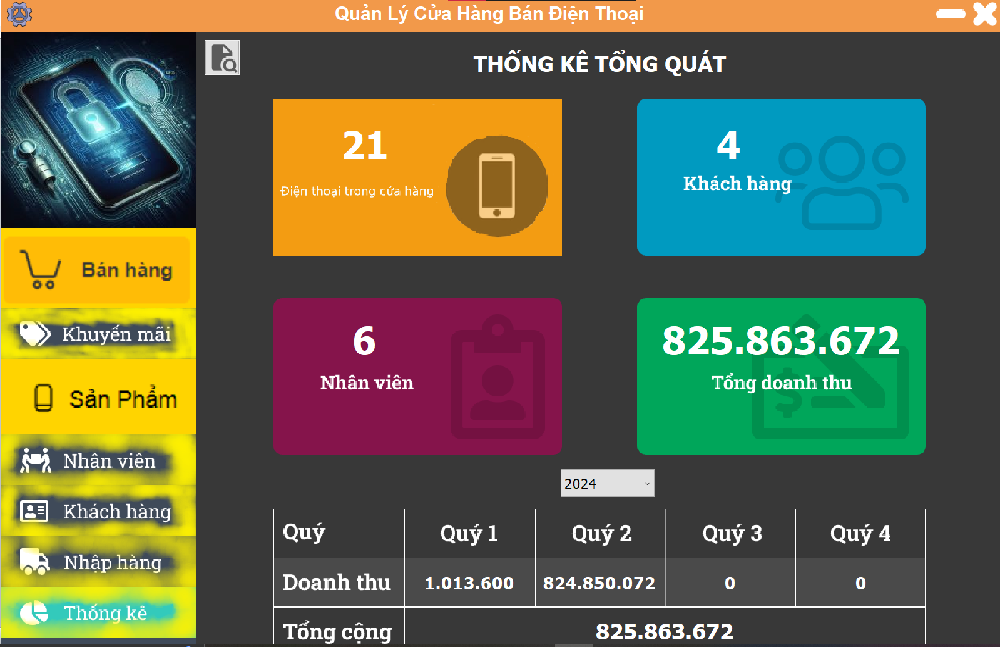 Quản Lý Cửa Hàng Bán Điện Thoại
Bán hàng
Khuyến mãi
Sản Phẩm
Nhân viên
Khách hàng
Nhập hàng
Thống kê
THỐNG KÊ TỔNG QUÁT
21
Điện thoại trong cửa hàng
4
Khách hàng
6
Nhân viên
825.863.672
Tổng doanh thu
2024
Quý Quý 1 Quý 2 Quý 3 Quý 4
Doanh thu 1.013.600 824.850.072 0 0
Tổng cộng 825.863.672